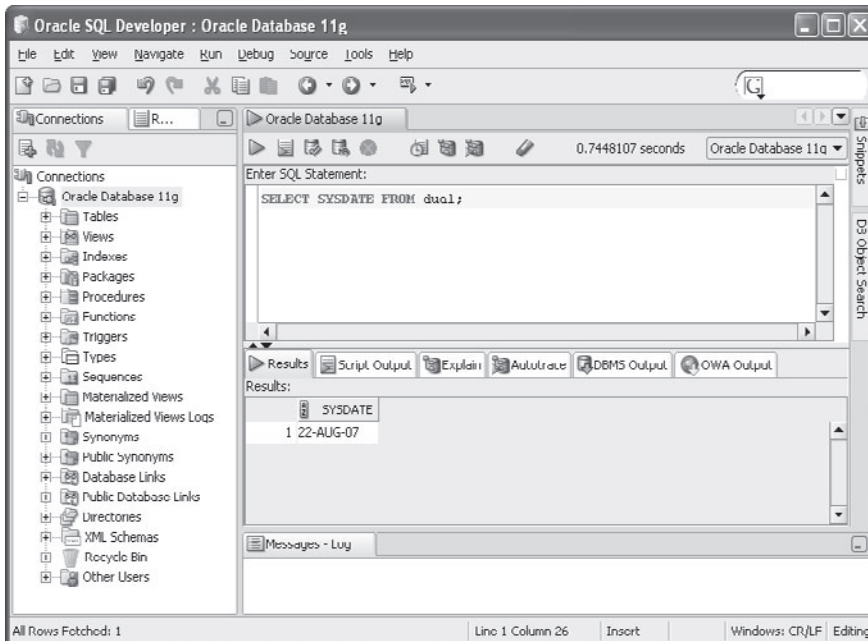 Oracle SQL Developer : Oracle Database 11g
File Edit View Navigate Run Debug Source Tools Help
Connections R...
Connections
Oracle Database 11g
Tables
Views
Indexes
Packages
Procedures
Functions
Triggers
Types
Sequences
Materialized Views
Materialized Views Logs
Synonyms
Public Synonyms
Database Links
Public Database Links
Directories
XML Schemas
Recycle Bin
Other Users
Oracle Database 11g
0.7448107 seconds Oracle Database 11g
Enter SQL Statement:
SELECT SYSDATE FROM dual;
Results Script Output Explain Autotrace DBMS Output OWA Output
Results:
SYSDATE
1 22-AUG-07
Messages - Log
Snippets
DB Object Search
All Rows Fetched: 1 Line 1 Column 26 Insert Windows: CR/LF Editing